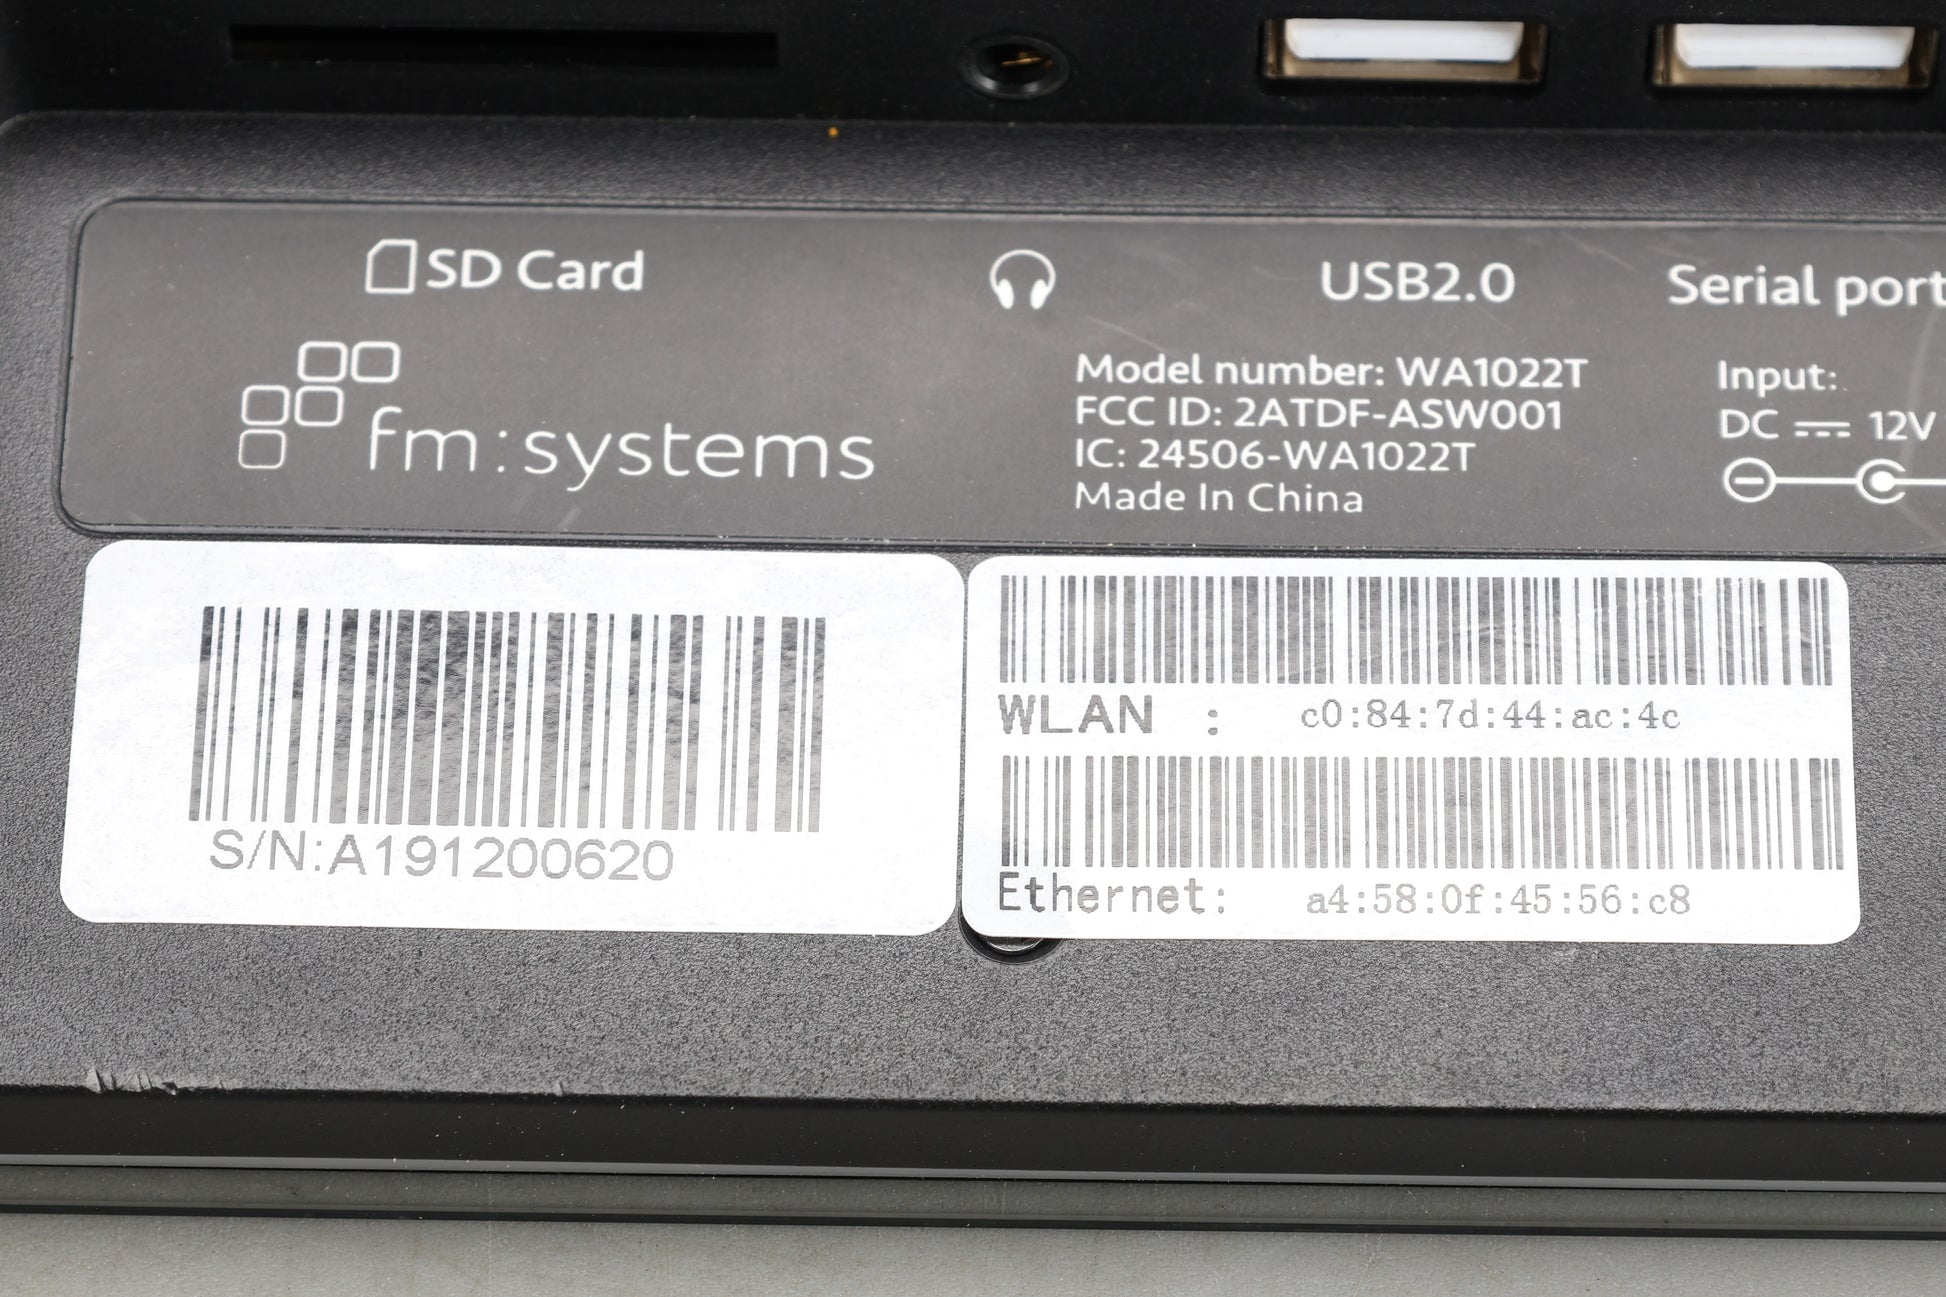 SD Card
USB2.0
Serial port
fm:systems
Model number: WA1022T
FCC ID: 2ATDF-ASW001
IC: 24506-WA1022T
Made In China
Input:
DC 12V
S/N:A191200620
WLAN : c0:84:7d:44:ac:4c
Ethernet: a4:58:0f:45:56:c8